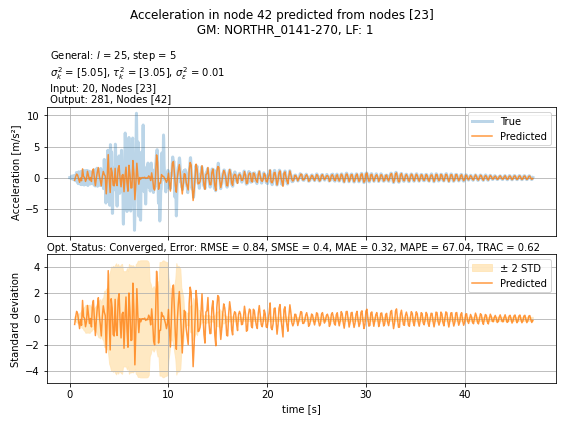 Acceleration in node 42 predicted from nodes [23]
GM: NORTHR_0141-270, LF: 1
General: l = 25, step = 5
σ²ₖ = [5.05], τ²ₖ = [3.05], σ²ε = 0.01
Input: 20, Nodes [23]
Output: 281, Nodes [42]
Acceleration [m/s²]
10
5
0
−5
True
Predicted
Opt. Status: Converged, Error: RMSE = 0.84, SMSE = 0.4, MAE = 0.32, MAPE = 67.04, TRAC = 0.62
Standard deviation
4
2
0
−2
−4
± 2 STD
Predicted
0 10 20 30 40
time [s]